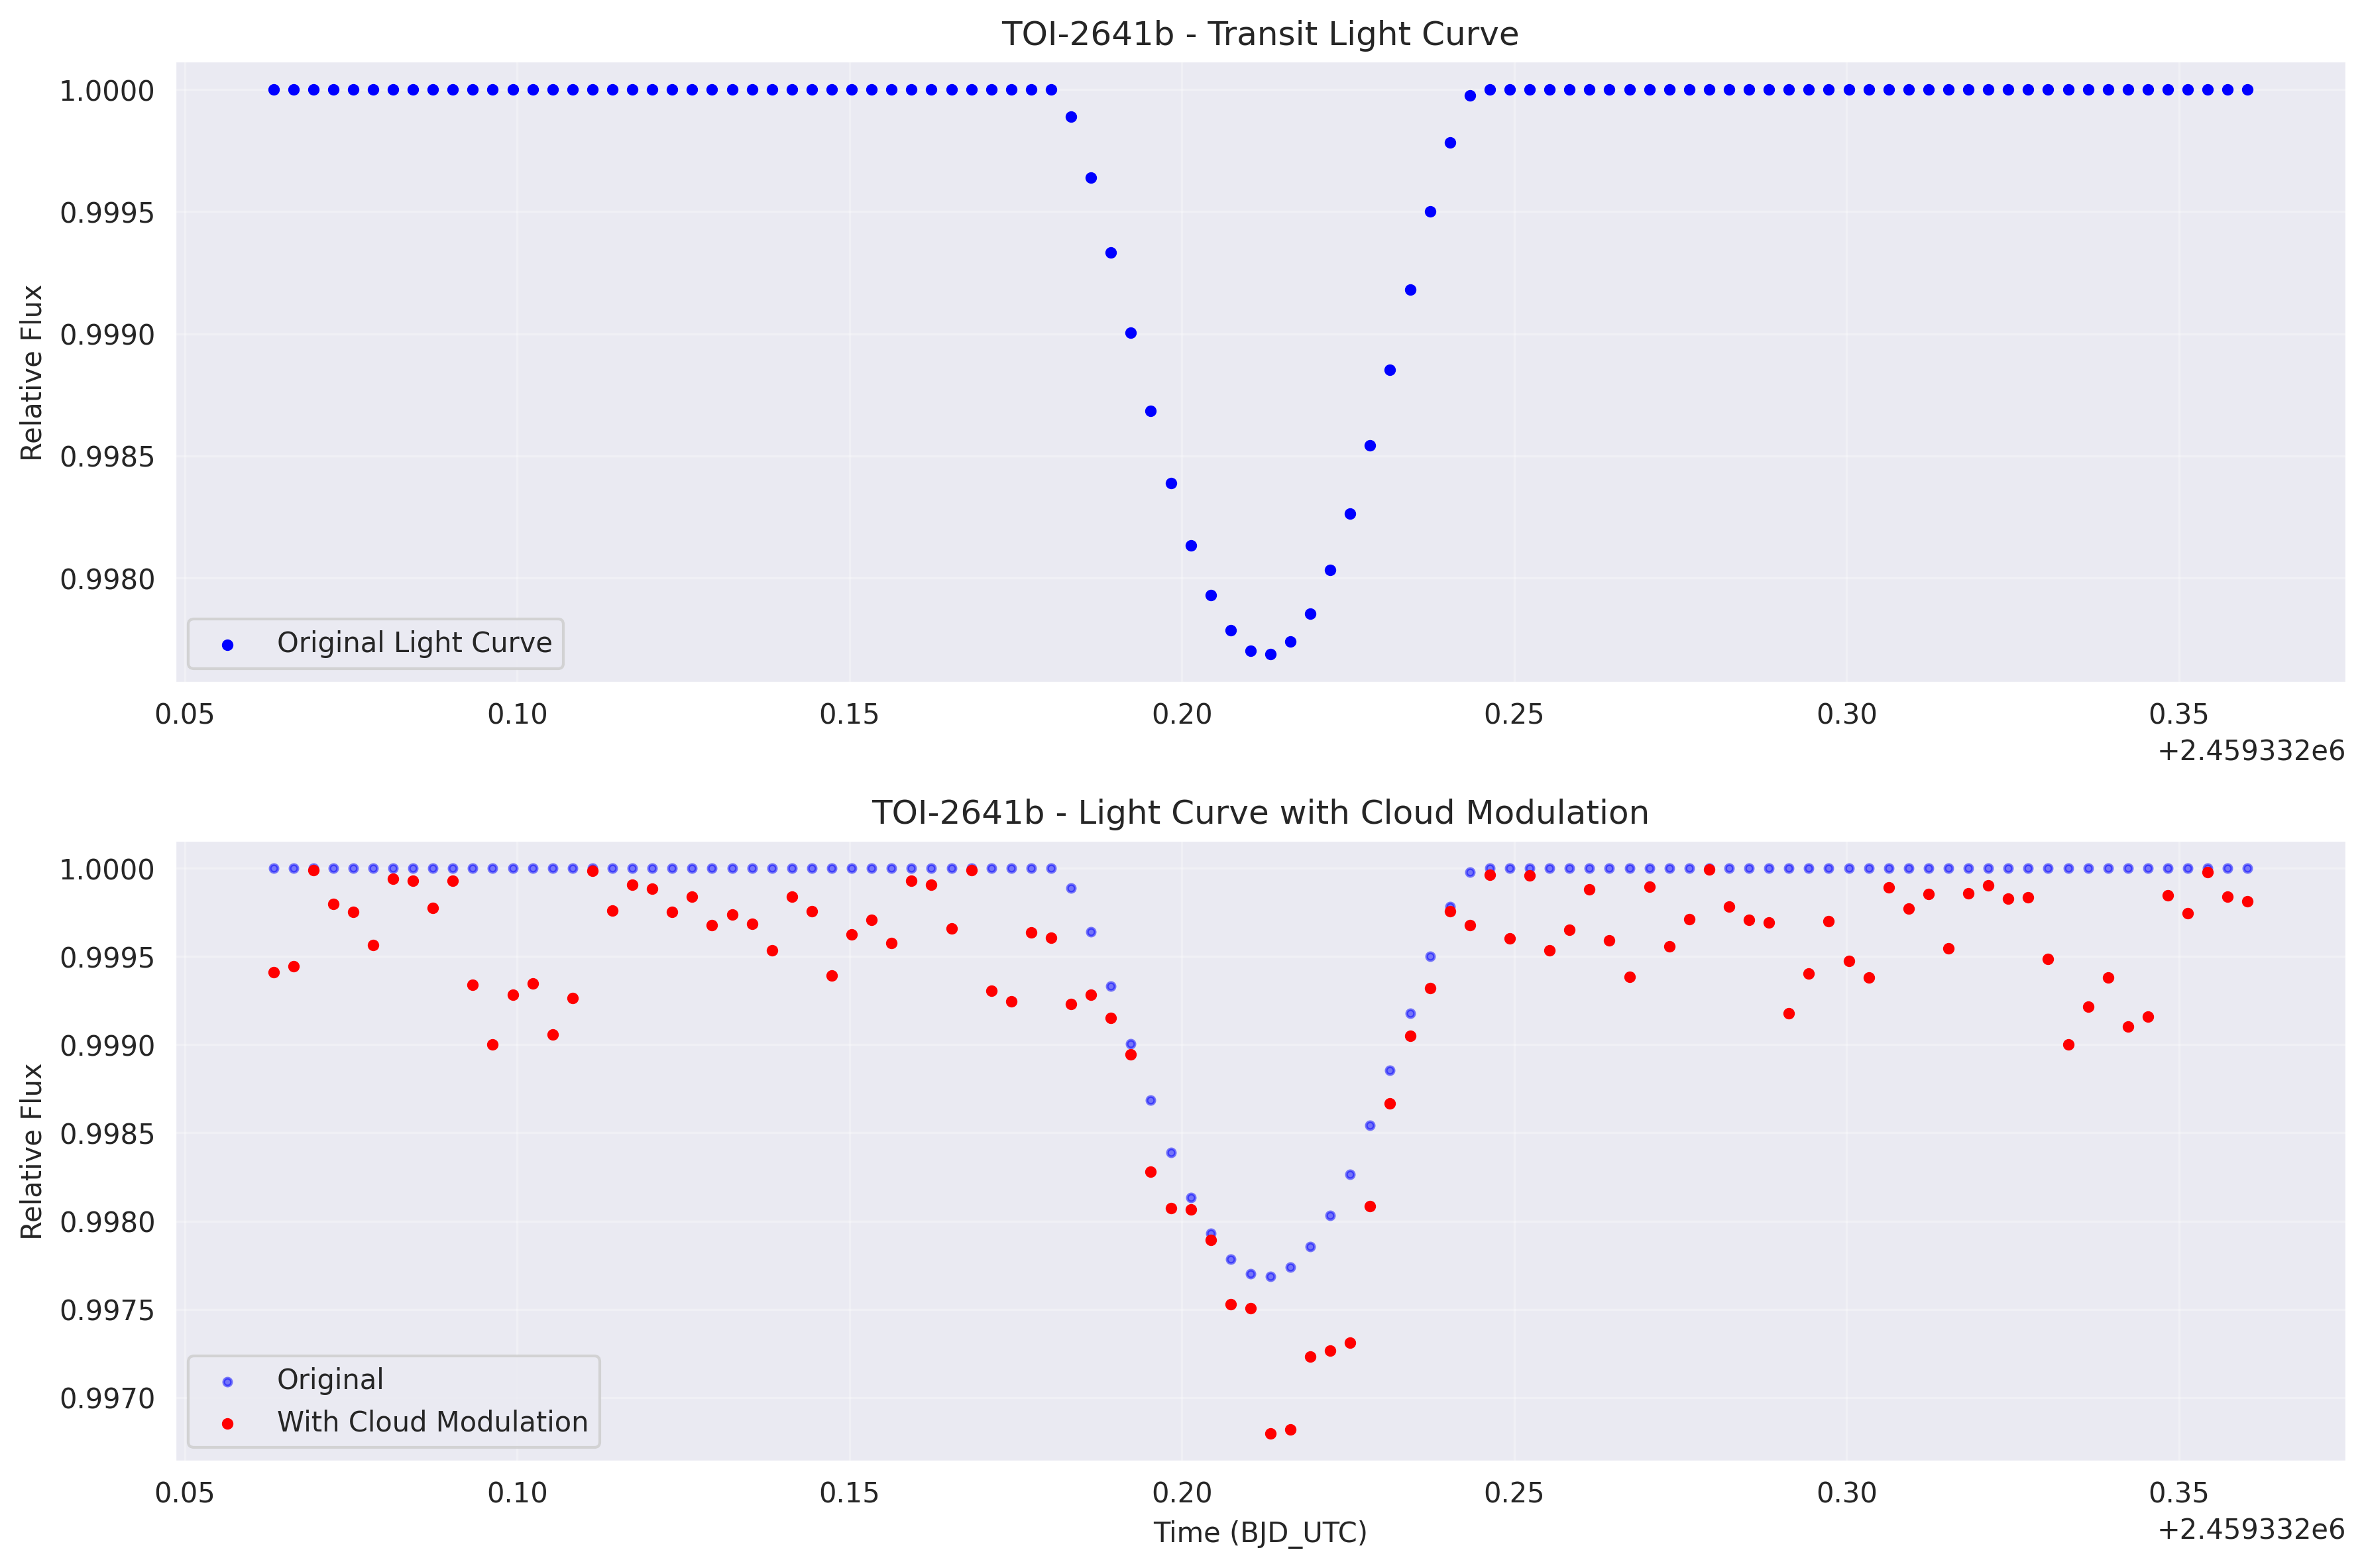 TOI-2641b - Transit Light Curve
1.0000
0.9995
0.9990
0.9985
0.9980
Relative Flux
Original Light Curve
0.05 0.10 0.15 0.20 0.25 0.30 0.35
+2.459332e6
TOI-2641b - Light Curve with Cloud Modulation
1.0000
0.9995
0.9990
0.9985
0.9980
0.9975
0.9970
Relative Flux
Original
With Cloud Modulation
0.05 0.10 0.15 0.20 0.25 0.30 0.35
Time (BJD_UTC)
+2.459332e6